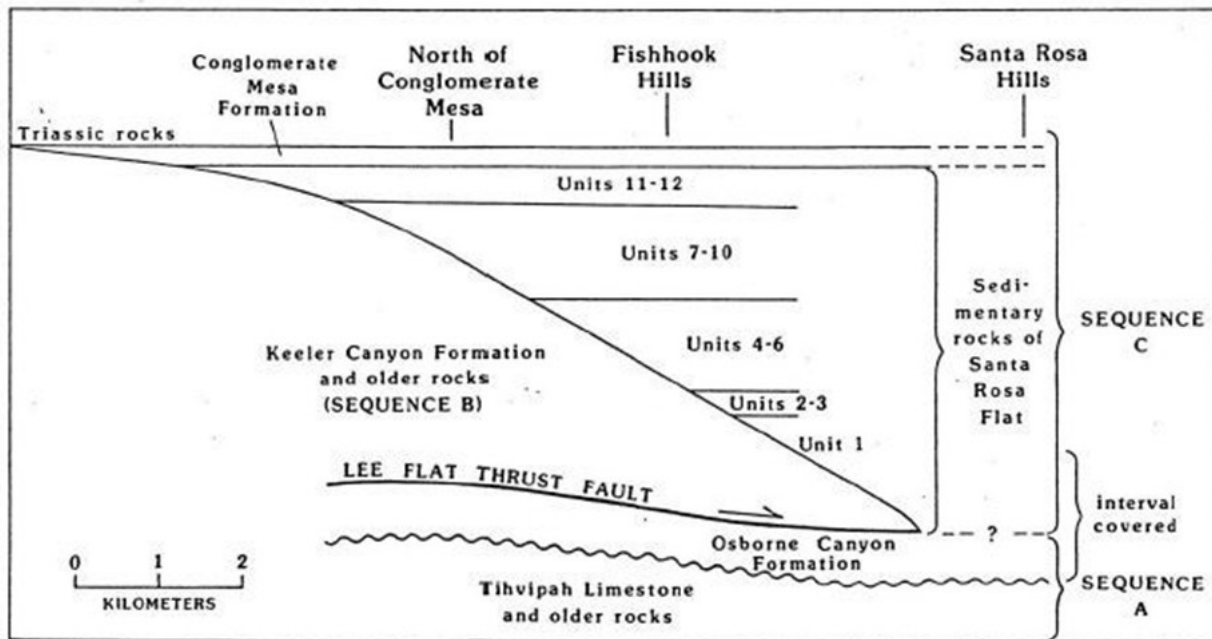 Conglomerate
Mesa
Formation
North of
Conglomerate
Mesa
Fishhook
Hills
Santa Rosa
Hills
Triassic rocks
Units 11-12
Units 7-10
Units 4-6
Units 2-3
Unit 1
Keeler Canyon Formation
and older rocks
(SEQUENCE B)
Sedi-
mentary
rocks of
Santa
Rosa
Flat
SEQUENCE
C
LEE FLAT THRUST FAULT
interval
covered
?
Osborne Canyon
Formation
Tihvipah Limestone
and older rocks
SEQUENCE
A
0 1 2
KILOMETERS